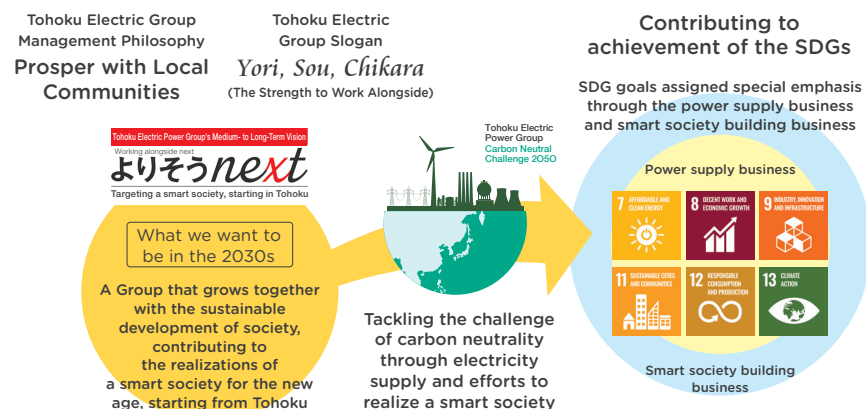 Tohoku Electric Group
Management Philosophy
Prosper with Local
Communities
Tohoku Electric
Group Slogan
Yori, Sou, Chikara
(The Strength to Work Alongside)
Tohoku Electric Power Group's Medium- to Long-Term Vision
Working alongside next
よりそうnext
Targeting a smart society, starting in Tohoku
What we want to
be in the 2030s
A Group that grows together
with the sustainable
development of society,
contributing to
the realizations of
a smart society for the new
age, starting from Tohoku
Tohoku Electric
Power Group
Carbon Neutral
Challenge 2050
Tackling the challenge
of carbon neutrality
through electricity
supply and efforts to
realize a smart society
Contributing to
achievement of the SDGs
SDG goals assigned special emphasis
through the power supply business
and smart society building business
Power supply business
7 AFFORDABLE AND
CLEAN ENERGY
8 DECENT WORK AND
ECONOMIC GROWTH
9 INDUSTRY, INNOVATION
AND INFRASTRUCTURE
11 SUSTAINABLE CITIES
AND COMMUNITIES
12 RESPONSIBLE
CONSUMPTION
AND PRODUCTION
13 CLIMATE
ACTION
Smart society building
business